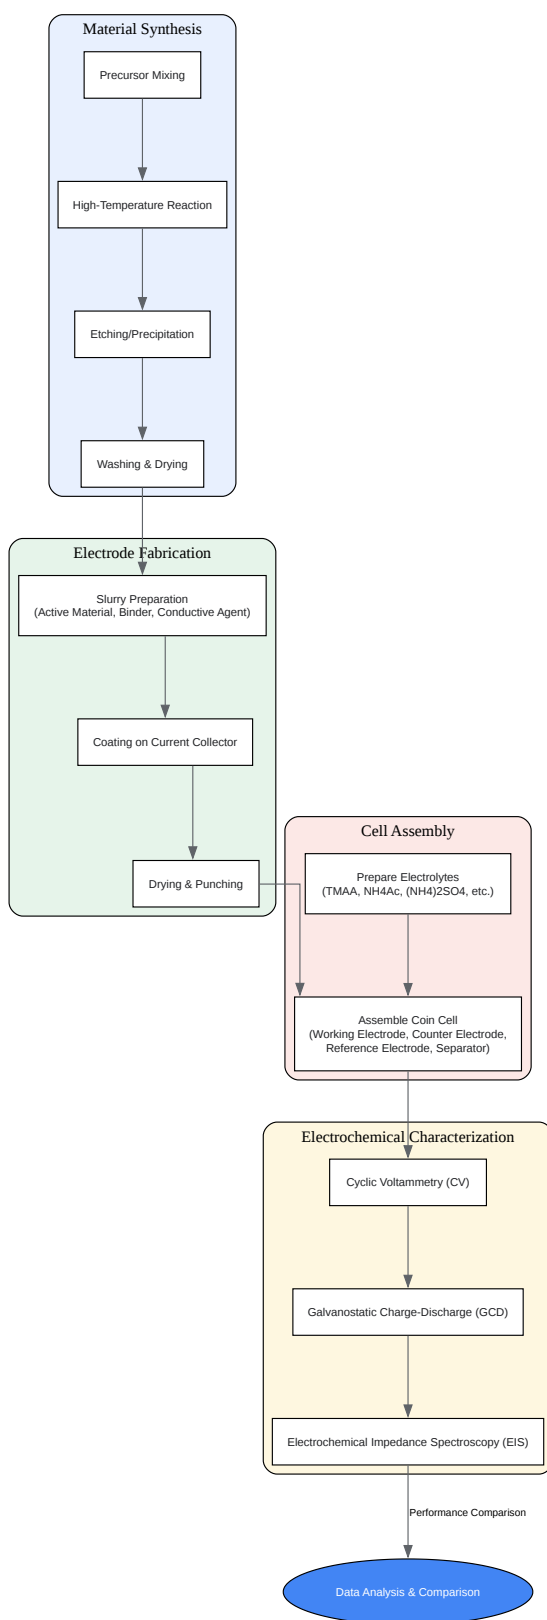 Material Synthesis
Precursor Mixing
High-Temperature Reaction
Etching/Precipitation
Washing & Drying
Electrode Fabrication
Slurry Preparation
(Active Material, Binder, Conductive Agent)
Coating on Current Collector
Drying & Punching
Cell Assembly
Prepare Electrolytes
(TMAA, NH4Ac, (NH4)2SO4, etc.)
Assemble Coin Cell
(Working Electrode, Counter Electrode,
Reference Electrode, Separator)
Electrochemical Characterization
Cyclic Voltammetry (CV)
Galvanostatic Charge-Discharge (GCD)
Electrochemical Impedance Spectroscopy (EIS)
Performance Comparison
Data Analysis & Comparison